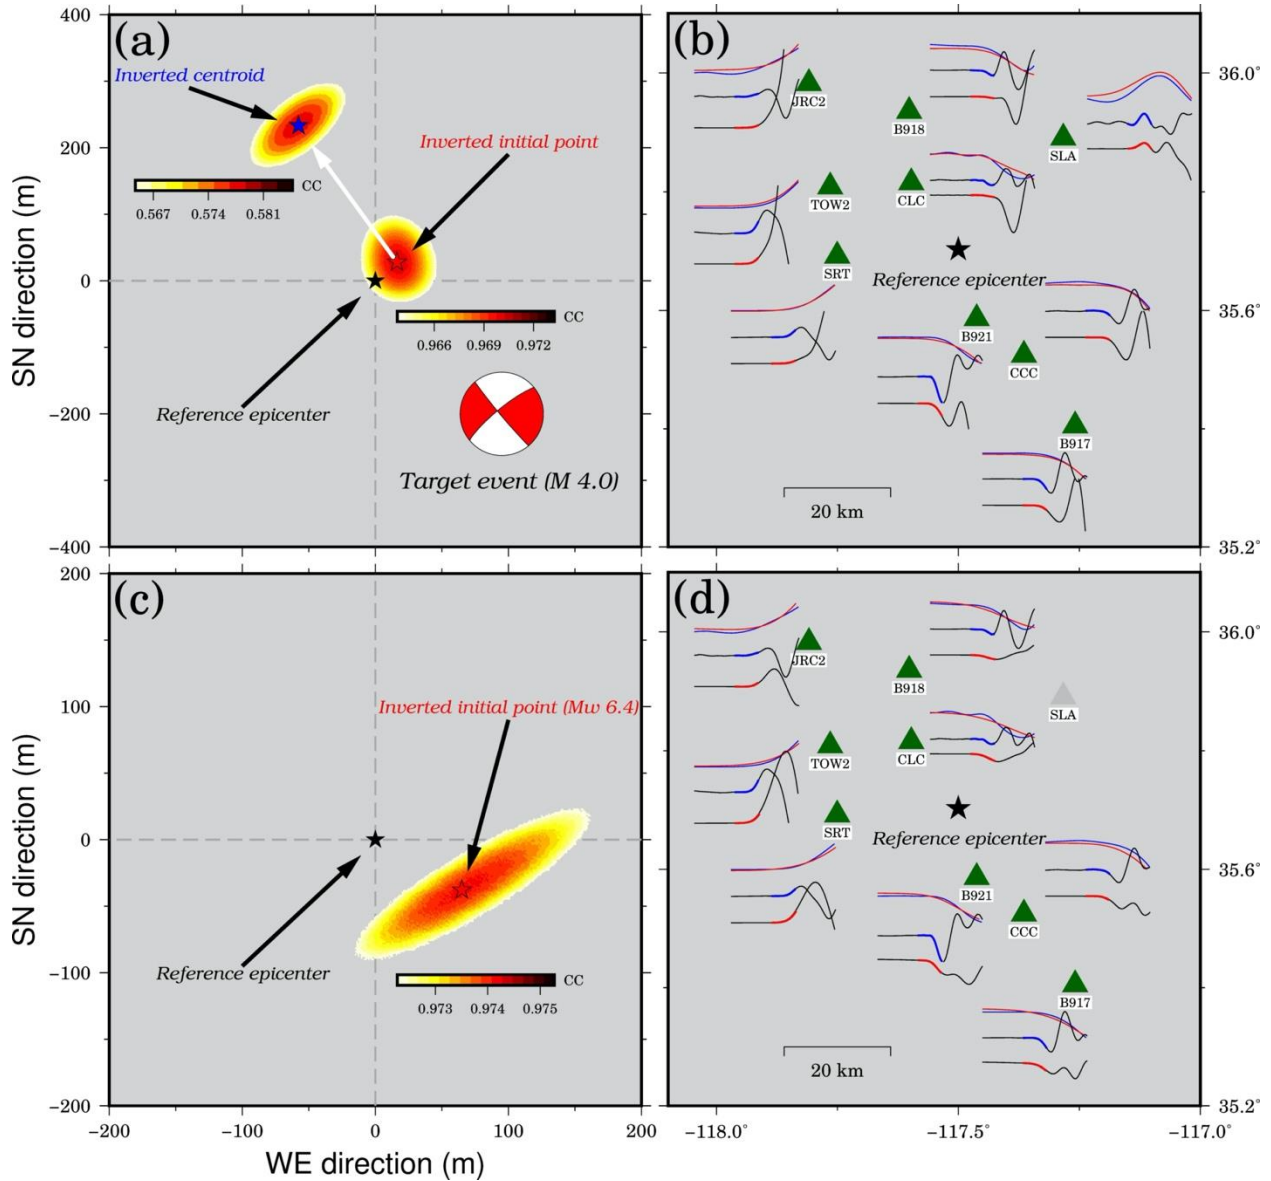 (a)
Inverted centroid
Inverted initial point
CC
0.567 0.574 0.581
CC
0.966 0.969 0.972
Reference epicenter
Target event (M 4.0)
SN direction (m)
400
200
0
−200
−400
(b)
JRC2
B918
SLA
TOW2
CLC
SRT
Reference epicenter
B921
CCC
B917
20 km
36.0°
35.6°
35.2°
(c)
Inverted initial point (Mw 6.4)
Reference epicenter
CC
0.973 0.974 0.975
SN direction (m)
200
100
0
−100
−200
−200 −100 0 100 200
WE direction (m)
(d)
JRC2
B918
SLA
TOW2
CLC
SRT
Reference epicenter
B921
CCC
B917
20 km
36.0°
35.6°
35.2°
−118.0° −117.5° −117.0°